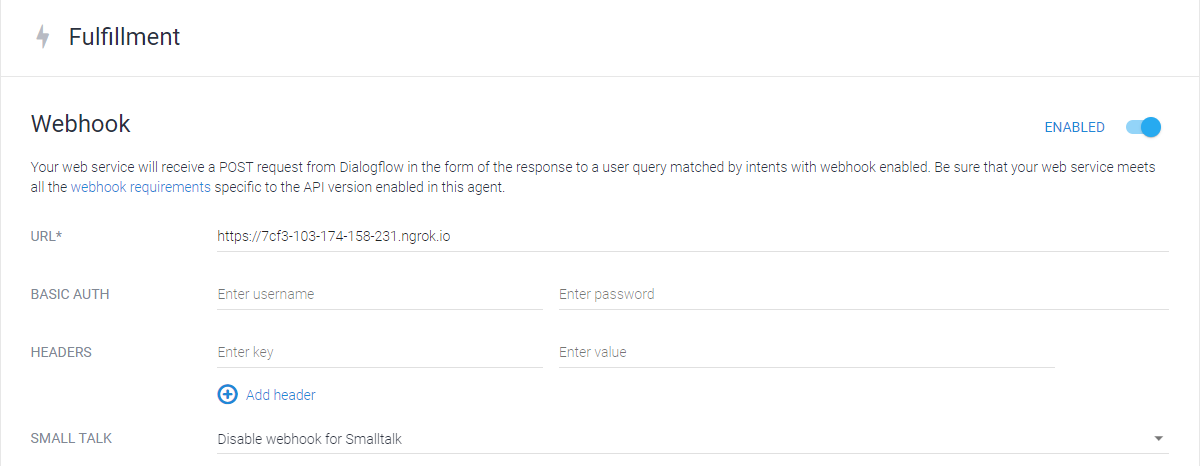 Fulfillment
Webhook
ENABLED
Your web service will receive a POST request from Dialogflow in the form of the response to a user query matched by intents with webhook enabled. Be sure that your web service meets
all the webhook requirements specific to the API version enabled in this agent.
URL* https://7cf3-103-174-158-231.ngrok.io
BASIC AUTH Enter username Enter password
HEADERS Enter key Enter value
Add header
SMALL TALK Disable webhook for Smalltalk